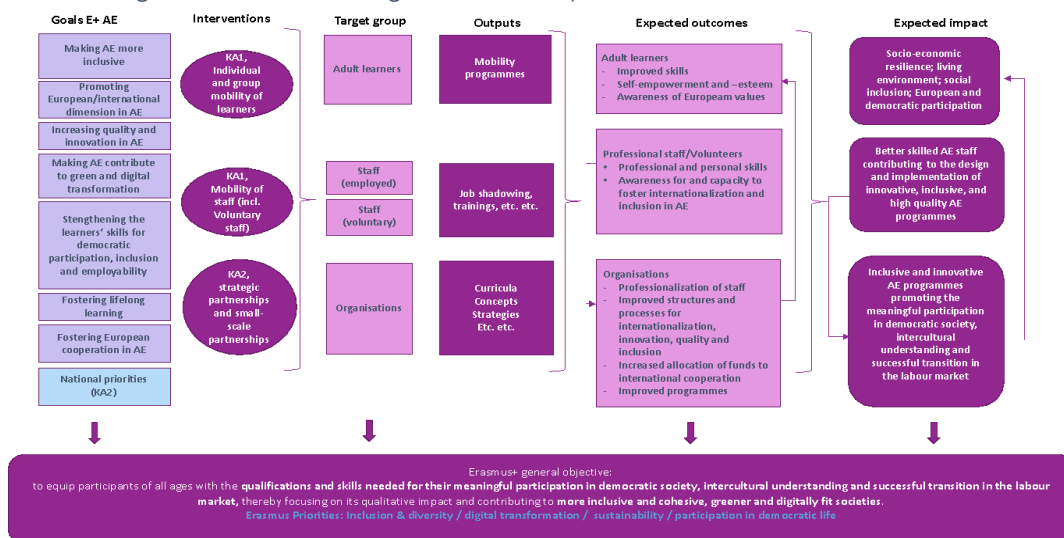 Goals E+ AE
Interventions
Target group
Outputs
Expected outcomes
Expected impact
Making AE more
inclusive
Promoting
European/international
dimension in AE
Increasing quality and
innovation in AE
Making AE contribute
to green and digital
transformation
Stengthening the
learners' skills for
democratic
participation, inclusion
and employability
Fostering lifelong
learning
Fostering European
cooperation in AE
National priorities
(KA2)
KA1,
Individual
and group
mobility of
learners
KA1,
Mobility of
staff (incl.
Voluntary
staff)
KA2,
strategic
partnerships
and small-
scale
partnerships
Adult learners
Staff
(employed)
Staff
(voluntary)
Organisations
Mobility
programmes
Job shadowing,
trainings, etc. etc.
Curricula
Concepts
Strategies
Etc. etc.
Adult learners
- Improved skills
- Self-empowerment and –esteem
- Awareness of European values
Professional staff/Volunteers
• Professional and personal skills
• Awareness for and capacity to
foster internationalization and
inclusion in AE
Organisations
- Professionalization of staff
- Improved structures and
processes for
internationalization,
innovation, quality and
inclusion
- Increased allocation of funds to
international cooperation
- Improved programmes
Socio-economic
resilience; living
environment; social
inclusion; European and
democratic participation
Better skilled AE staff
contributing to the design
and implementation of
innovative, inclusive, and
high quality AE
programmes
Inclusive and innovative
AE programmes
promoting the
meaningful participation
in democratic society,
intercultural
understanding and
successful transition in
the labour market
Erasmus+ general objective:
to equip participants of all ages with the qualifications and skills needed for their meaningful participation in democratic society, intercultural understanding and successful transition in the labour
market, thereby focusing on its qualitative impact and contributing to more inclusive and cohesive, greener and digitally fit societies.
Erasmus Priorities: Inclusion & diversity / digital transformation / sustainability / participation in democratic life